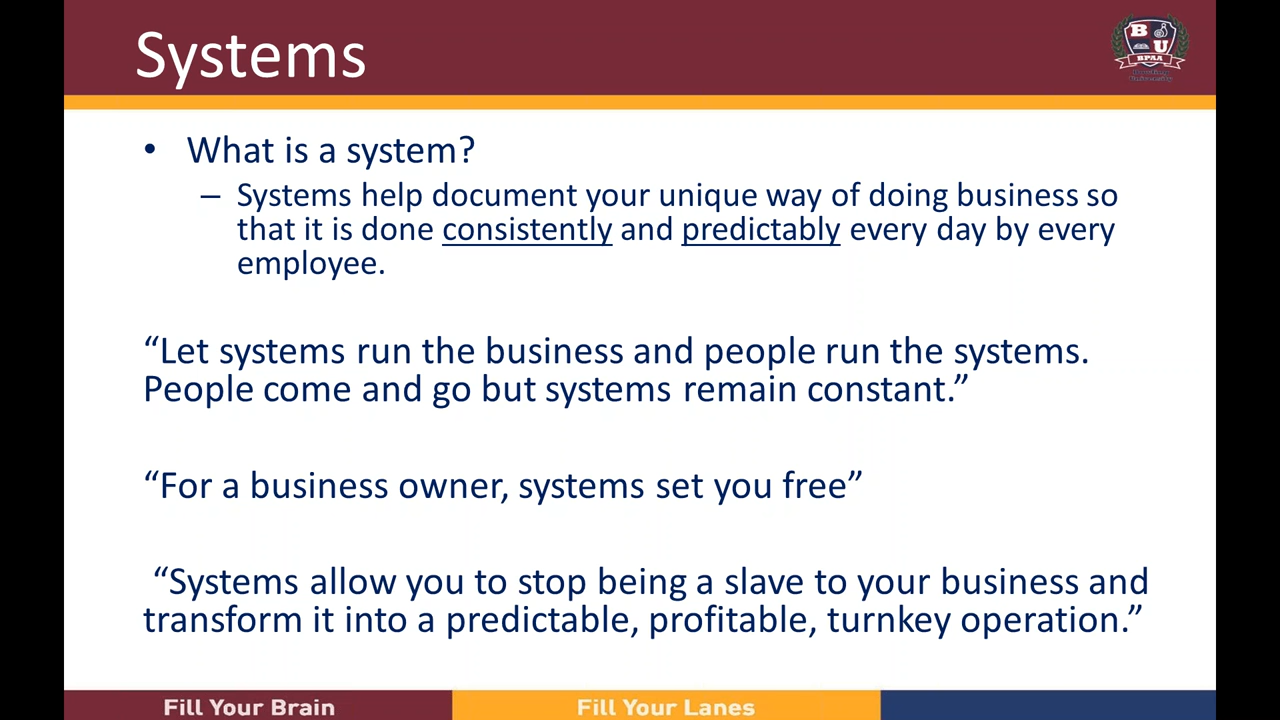 Systems
B U
BPAA
• What is a system?
– Systems help document your unique way of doing business so
that it is done consistently and predictably every day by every
employee.
“Let systems run the business and people run the systems.
People come and go but systems remain constant.”
“For a business owner, systems set you free”
“Systems allow you to stop being a slave to your business and
transform it into a predictable, profitable, turnkey operation.”
Fill Your Brain
Fill Your Lanes